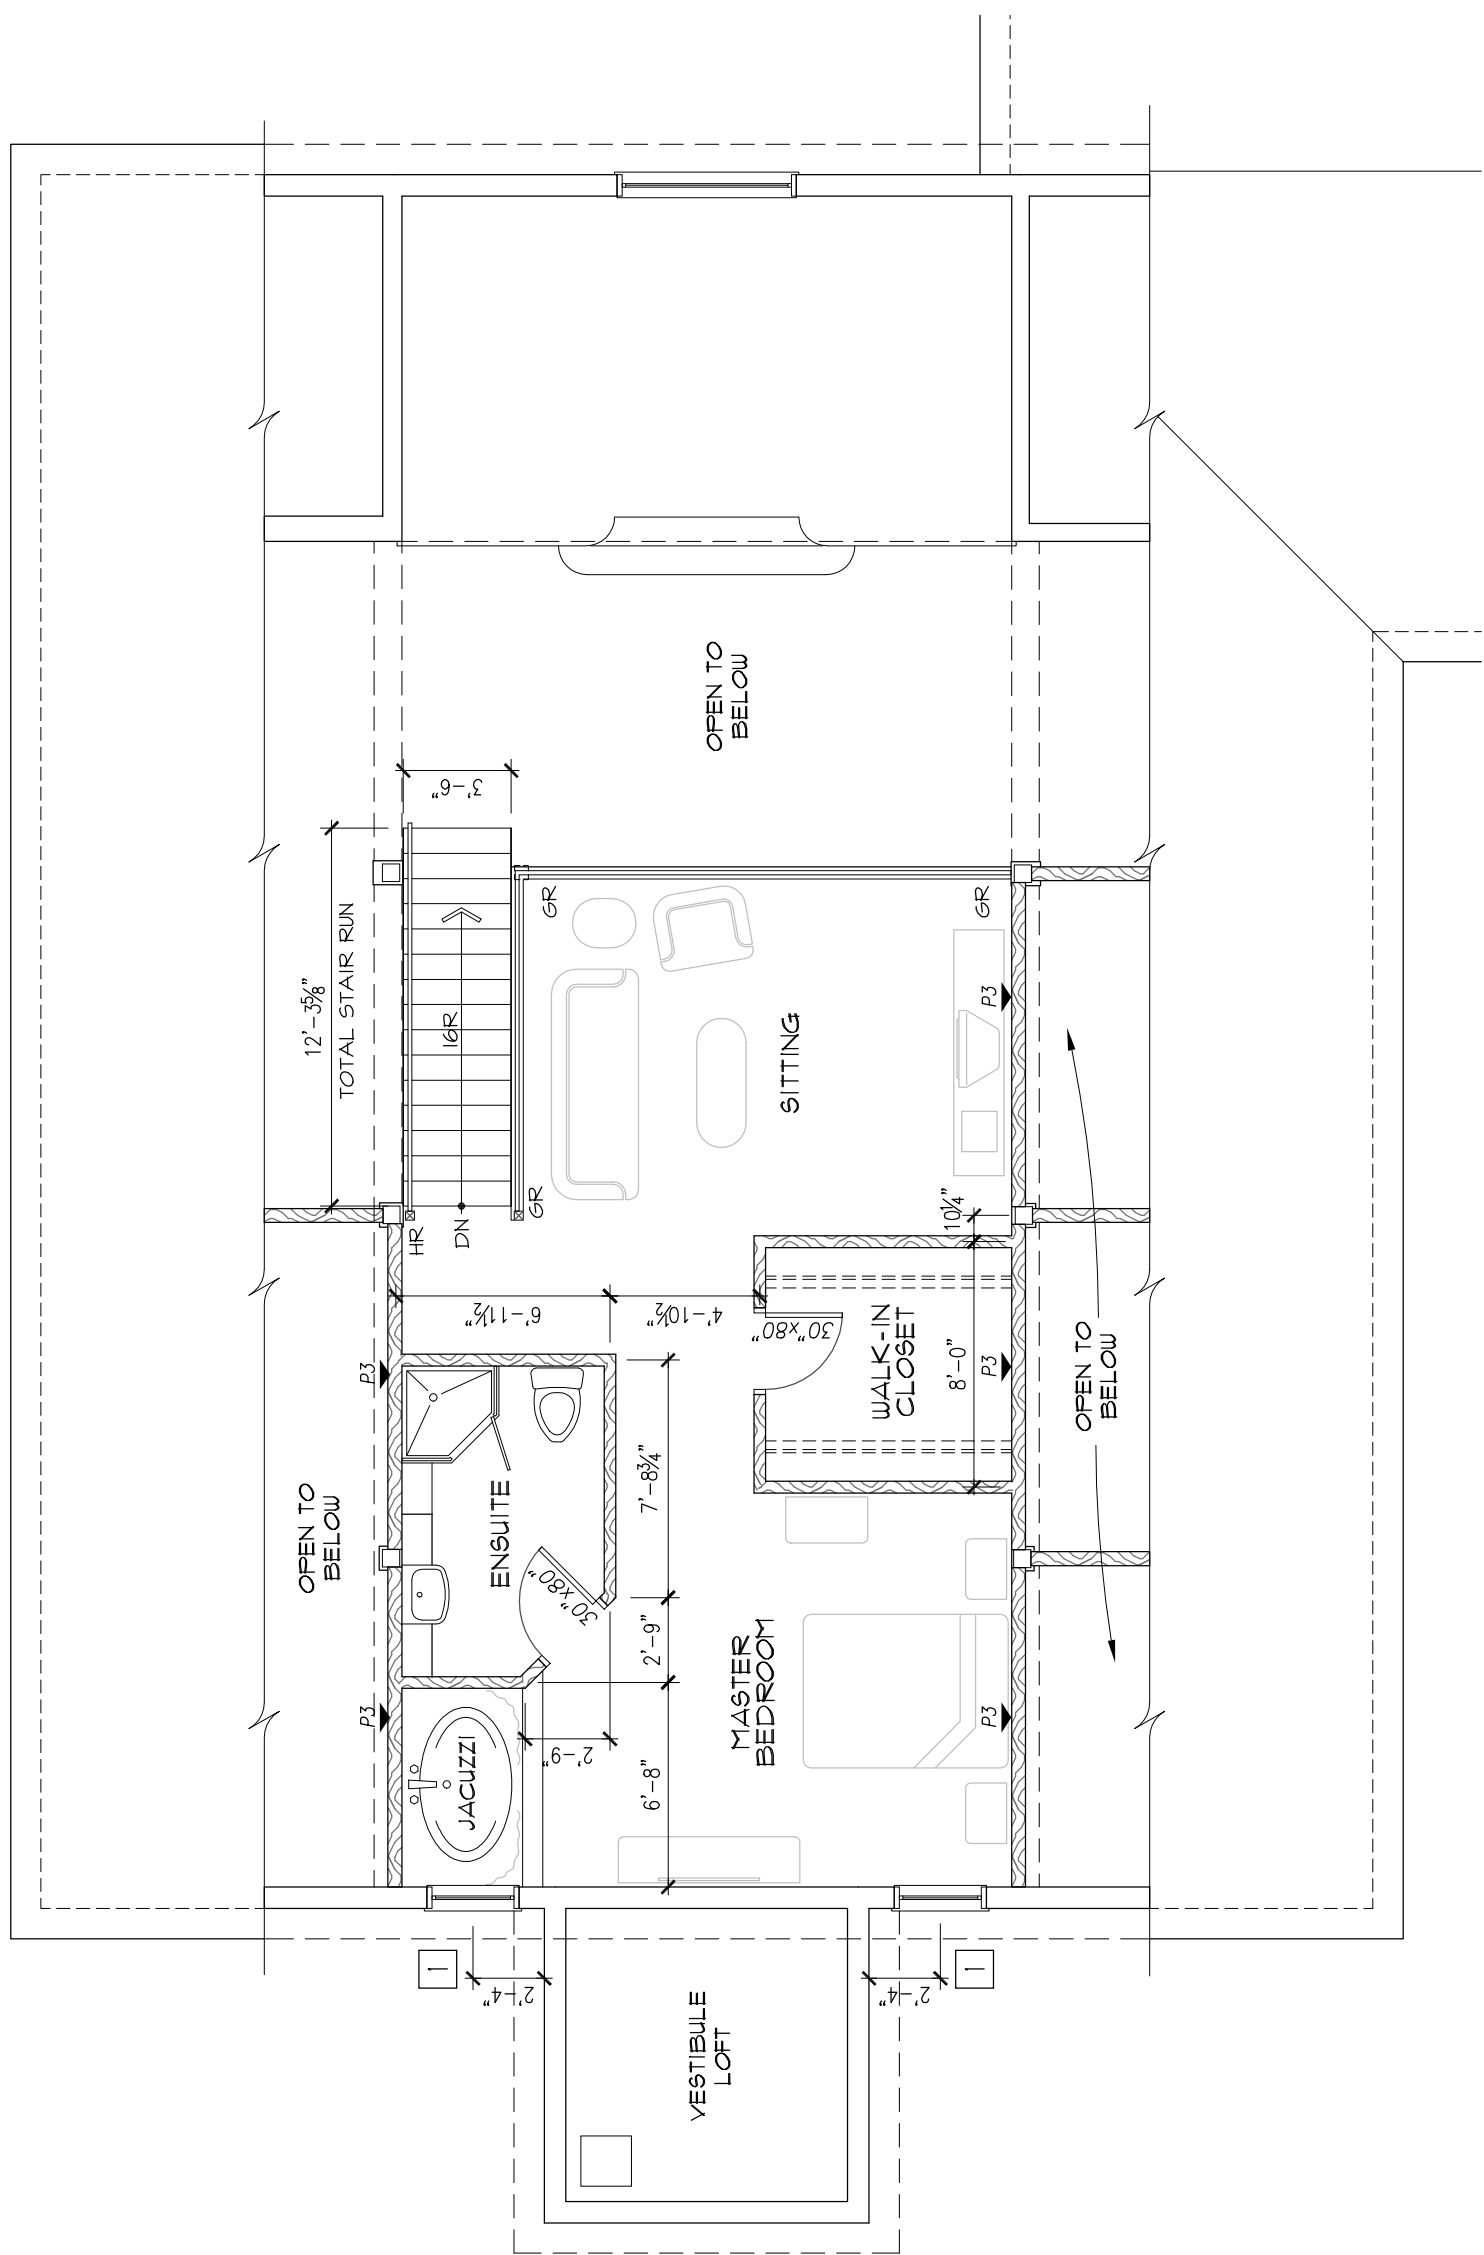 OPEN TO
BELOW
3'-6"
12'-3⅝"
TOTAL STAIR RUN
16R
DN
HR
GR
GR
GR
SITTING
P3
10¼"
6'-11½"
4'-10½"
30"x80"
WALK-IN
CLOSET
8'-0"
P3
P3
OPEN TO
BELOW
ENSUITE
30"x80"
7'-8¾"
2'-9"
6'-8"
2'-9"
OPEN TO
BELOW
MASTER
BEDROOM
P3
P3
JACUZZI
1
2'-4"
2'-4"
1
VESTIBULE
LOFT